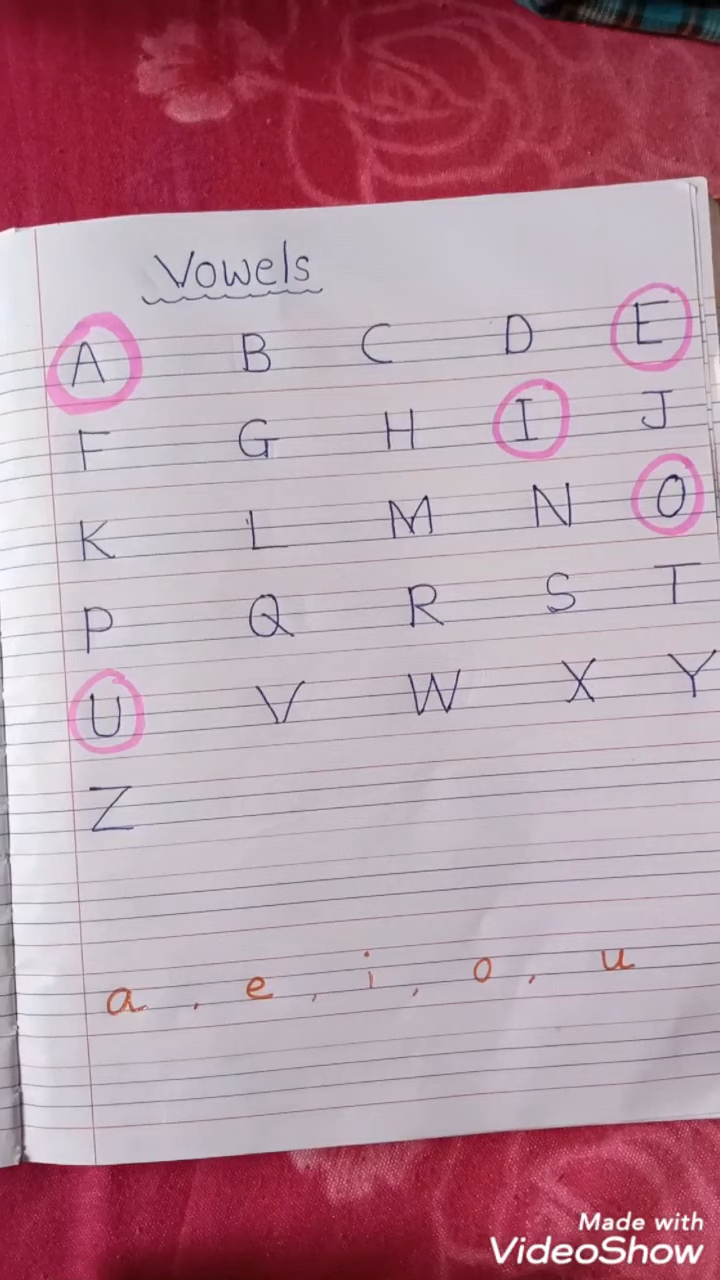 Vowels
A B C D E
F G H I J
K L M N O
P Q R S T
U V W X Y
Z
a , e , i , o , u
Made with
VideoShow